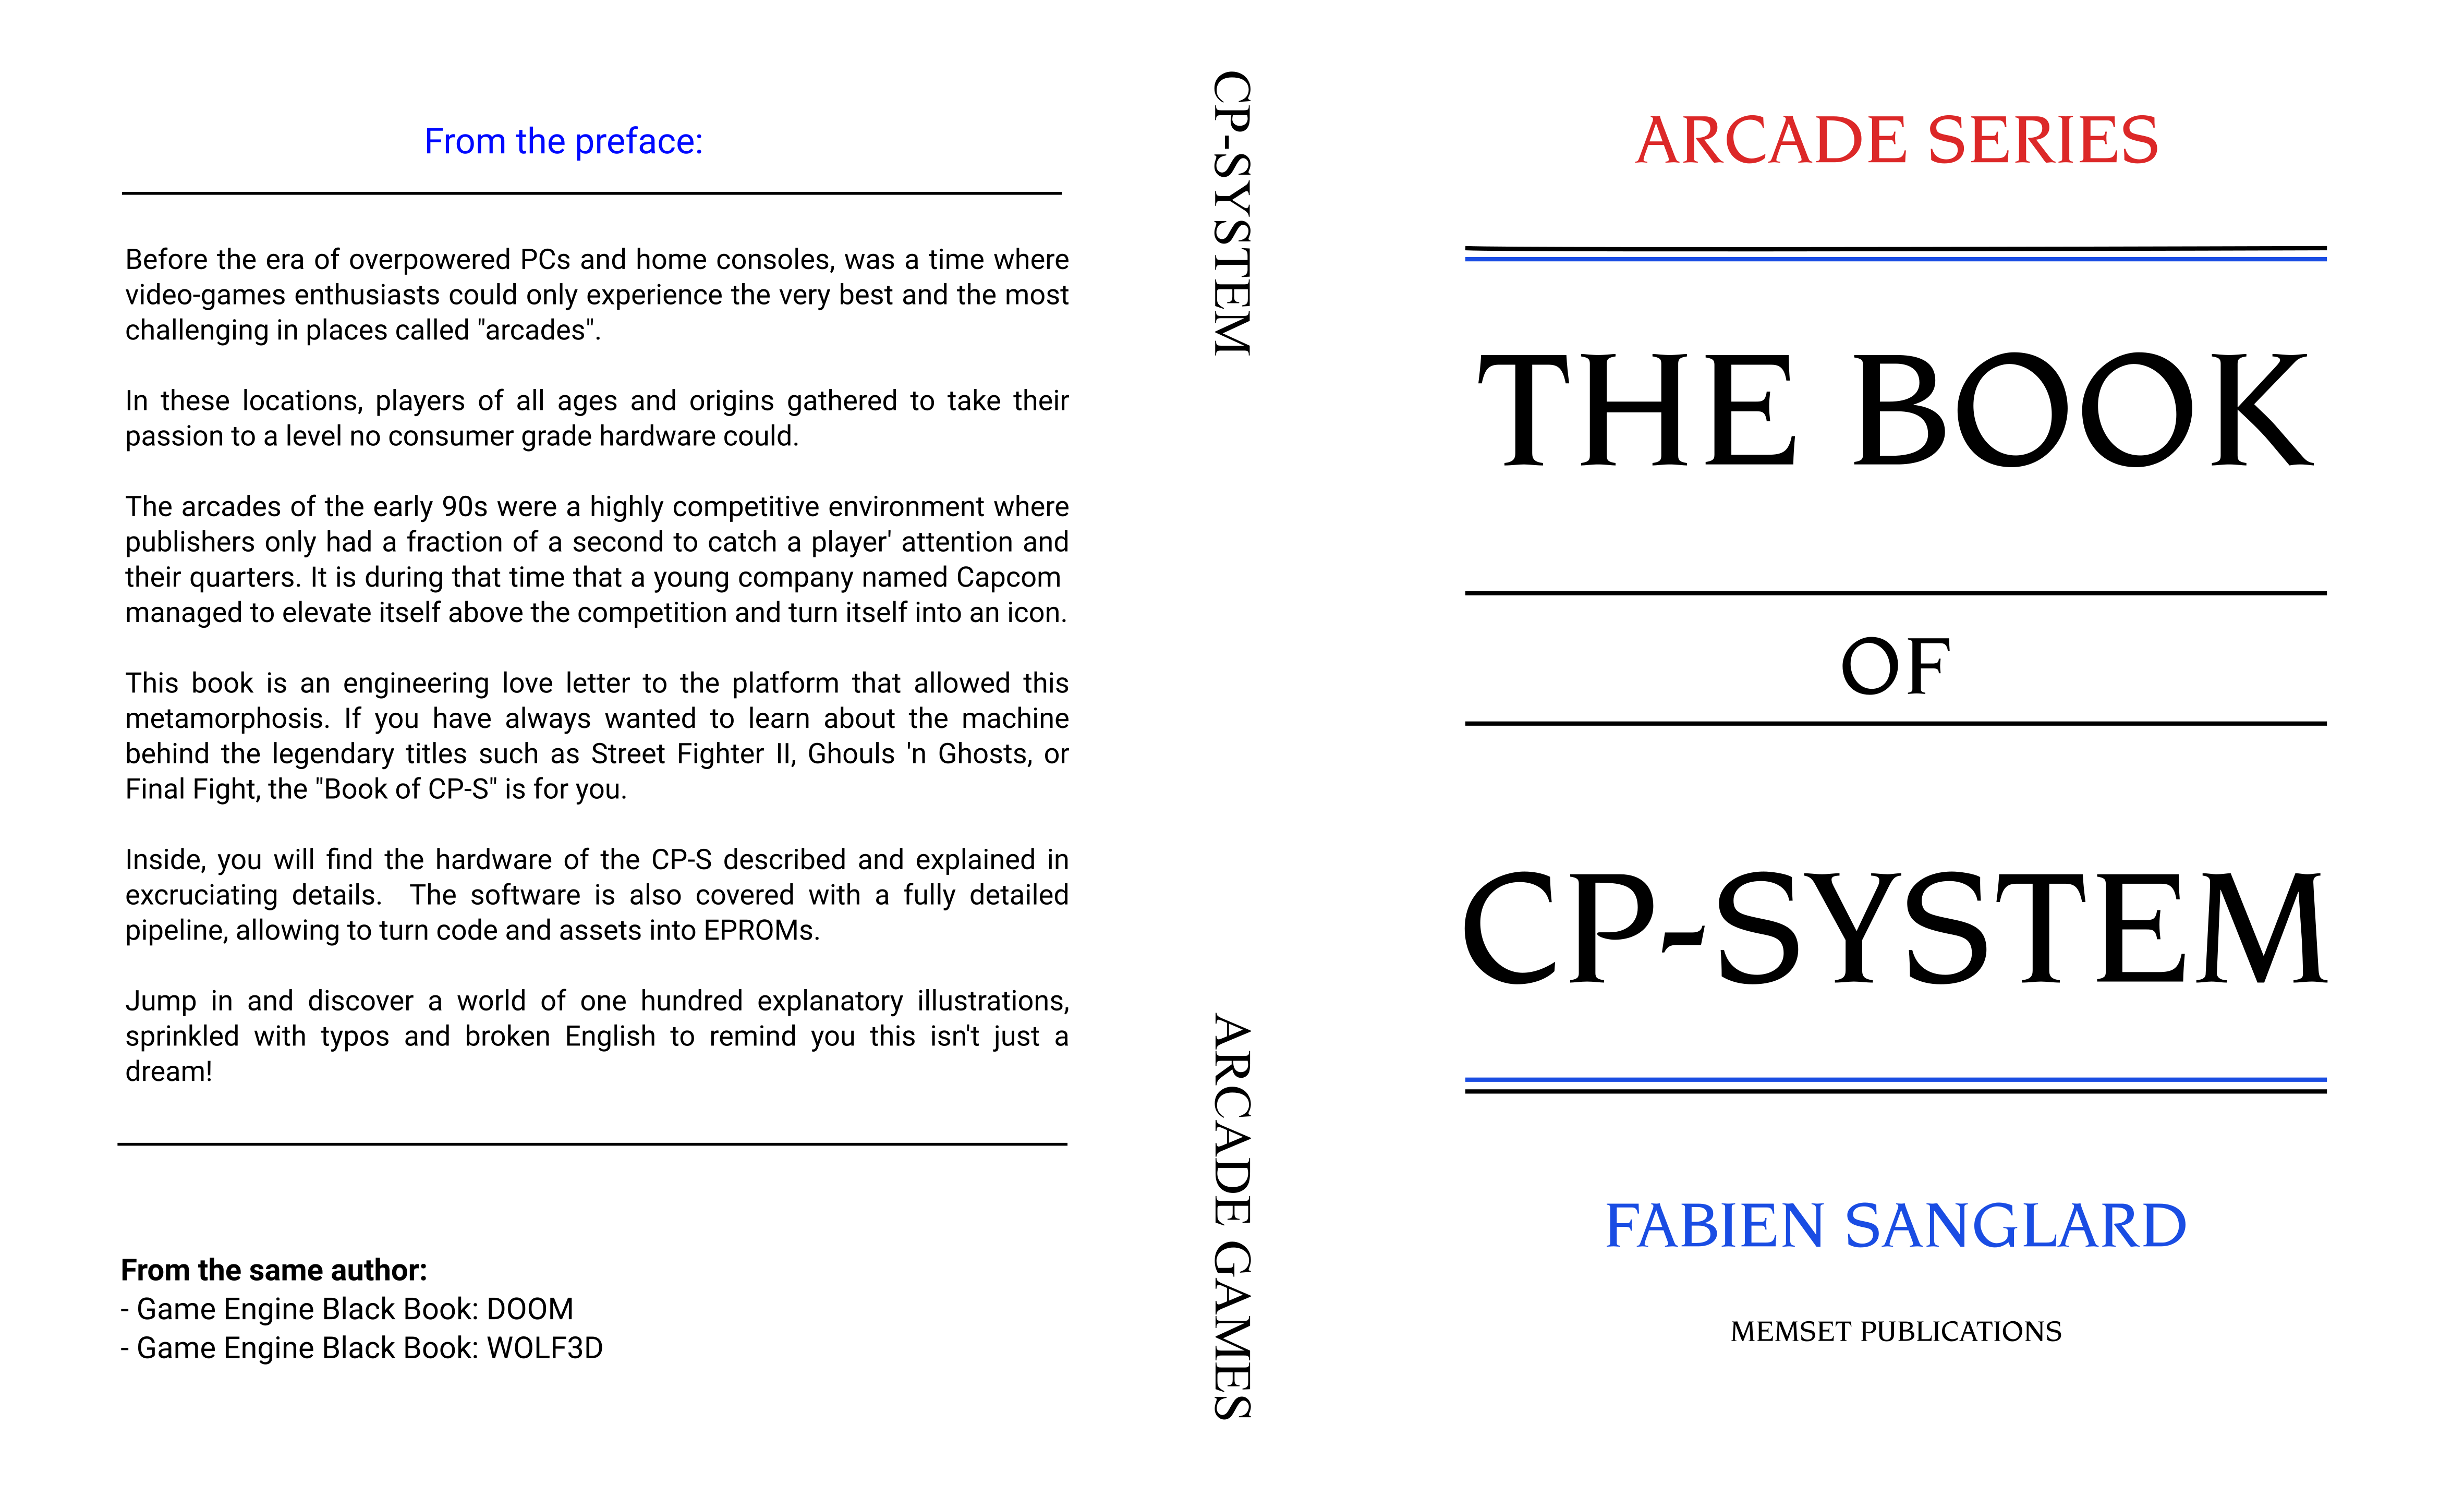 From the preface:
Before the era of overpowered PCs and home consoles, was a time where
video-games enthusiasts could only experience the very best and the most
challenging in places called "arcades".
In these locations, players of all ages and origins gathered to take their
passion to a level no consumer grade hardware could.
The arcades of the early 90s were a highly competitive environment where
publishers only had a fraction of a second to catch a player' attention and
their quarters. It is during that time that a young company named Capcom
managed to elevate itself above the competition and turn itself into an icon.
This book is an engineering love letter to the platform that allowed this
metamorphosis. If you have always wanted to learn about the machine
behind the legendary titles such as Street Fighter II, Ghouls 'n Ghosts, or
Final Fight, the "Book of CP-S" is for you.
Inside, you will find the hardware of the CP-S described and explained in
excruciating details.  The software is also covered with a fully detailed
pipeline, allowing to turn code and assets into EPROMs.
Jump in and discover a world of one hundred explanatory illustrations,
sprinkled with typos and broken English to remind you this isn't just a
dream!
From the same author:
- Game Engine Black Book: DOOM
- Game Engine Black Book: WOLF3D
CP-SYSTEM
ARCADE GAMES
ARCADE SERIES
THE BOOK
OF
CP-SYSTEM
FABIEN SANGLARD
MEMSET PUBLICATIONS